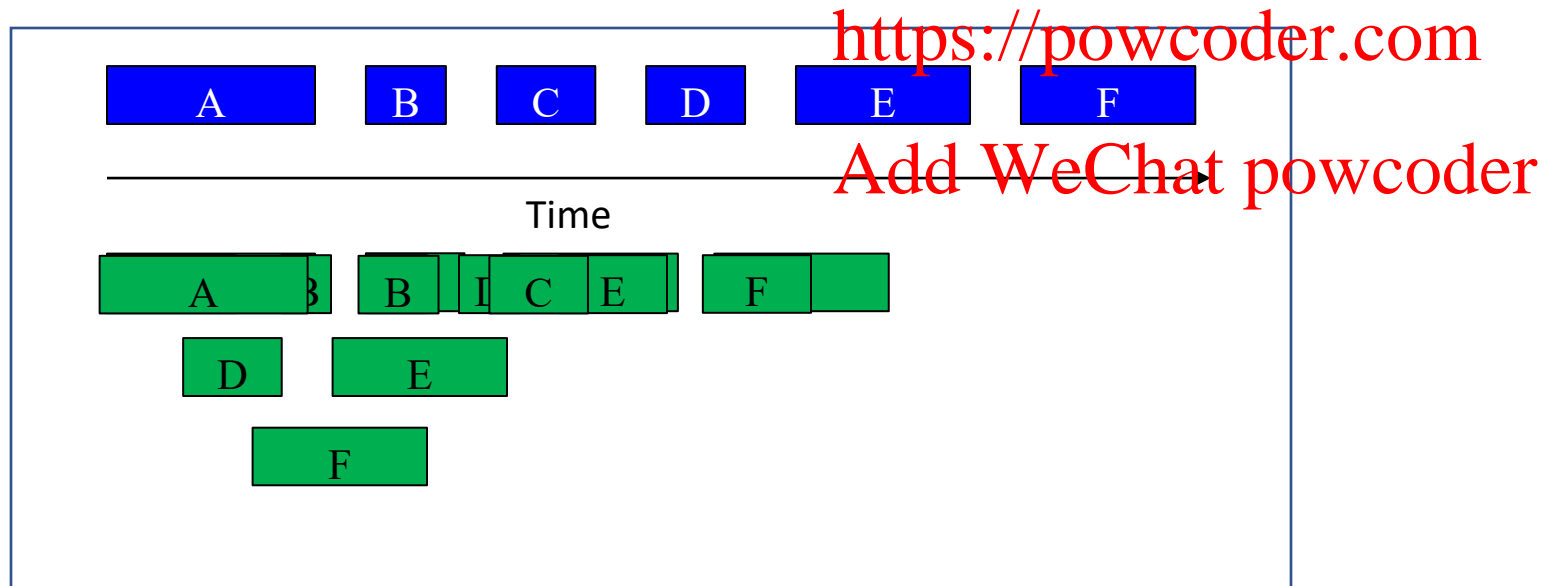 https://powcoder.com
A B C D E F
Add WeChat powcoder
Time
A B B C E F
D E
F